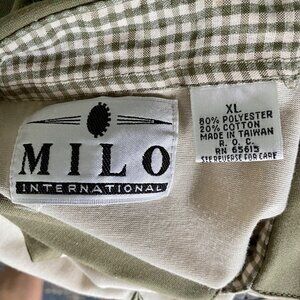 MILO
INTERNATIONAL
XL
80% POLYESTER
20% COTTON
MADE IN TAIWAN
R. O. C.
RN 65615
SEE REVERSE FOR CARE